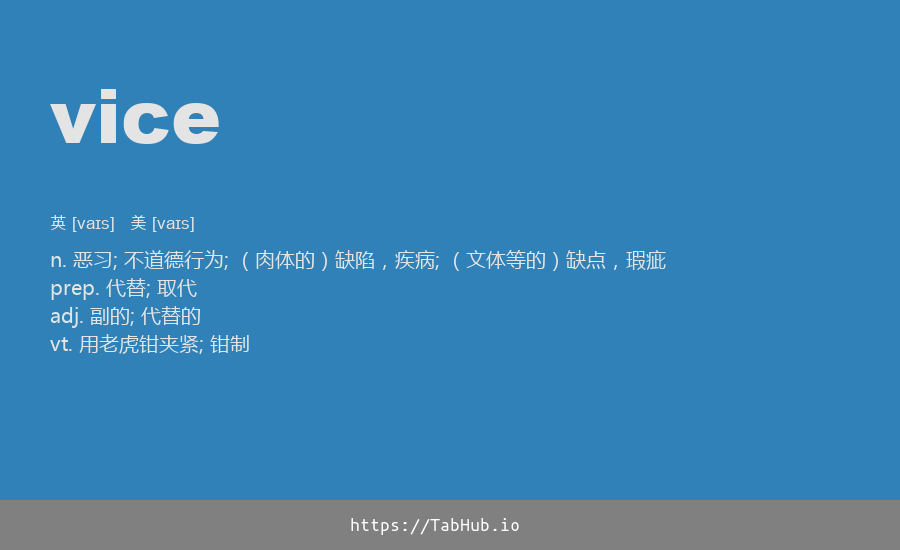 vice
英 [vaɪs] 美 [vaɪs]
n. 恶习; 不道德行为; （肉体的）缺陷，疾病; （文体等的）缺点，瑕疵
prep. 代替; 取代
adj. 副的; 代替的
vt. 用老虎钳夹紧; 钳制
https://TabHub.io